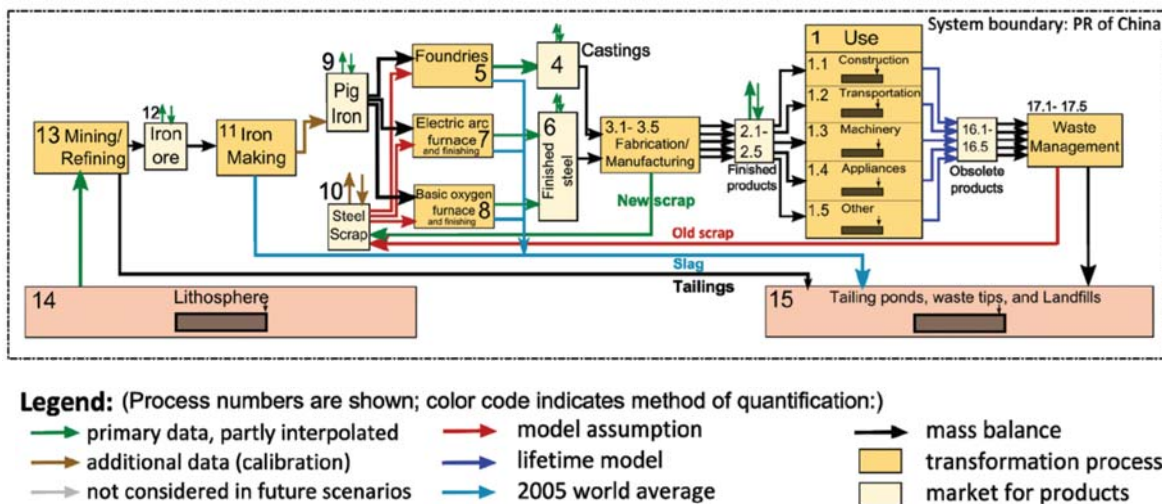 System boundary: PR of China
1 Use
1.1 Construction
1.2 Transportation
1.3 Machinery
1.4 Appliances
1.5 Other
13 Mining/
Refining
12
Iron
ore
11 Iron
Making
9
Pig
Iron
10
Steel
Scrap
Foundries
5
Electric arc
furnace
and finishing
7
Basic oxygen
furnace
and finishing
8
4
Castings
6
Finished
steel
3.1- 3.5
Fabrication/
Manufacturing
2.1-
2.5
Finished
products
16.1-
16.5
Obsolete
products
17.1- 17.5
Waste
Management
New scrap
Old scrap
Slag
Tailings
14
Lithosphere
15
Tailing ponds, waste tips, and Landfills
Legend: (Process numbers are shown; color code indicates method of quantification:)
primary data, partly interpolated
model assumption
mass balance
additional data (calibration)
lifetime model
transformation process
not considered in future scenarios
2005 world average
market for products